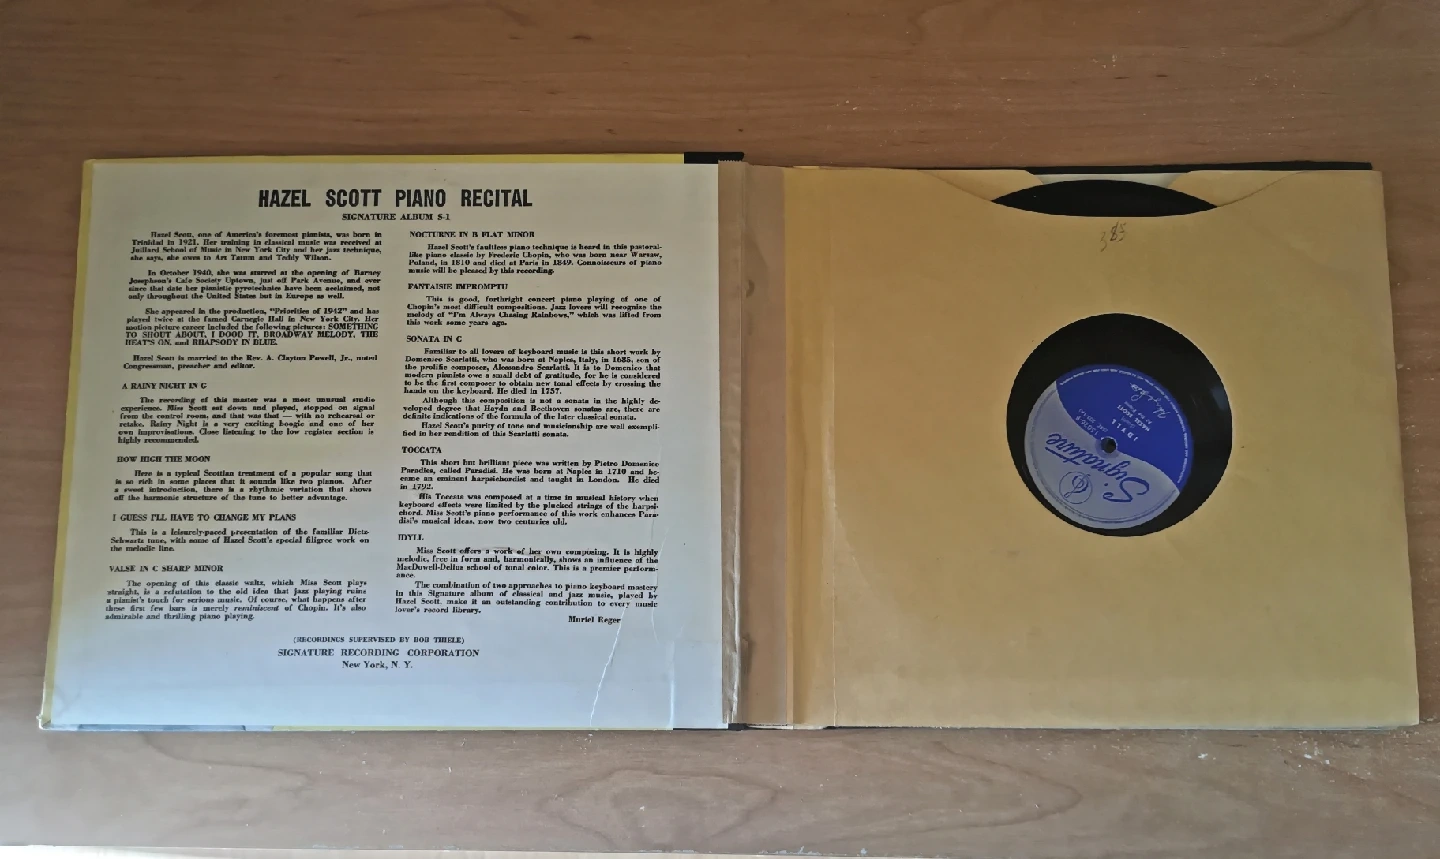 HAZEL SCOTT PIANO RECITAL
SIGNATURE ALBUM S-1
Hazel Scott, one of America's foremost pianists, was born in
Trinidad in 1921. Her training in classical music was received at
Juillard School of Music in New York City and her jazz technique,
she says, she owes to Art Tatum and Teddy Wilson.
In October 1940, she was starred at the opening of Barney
Josephson's Cafe Society Uptown, just off Park Avenue, and ever
since that date her pianistic pyrotechnics have been acclaimed, not
only throughout the United States but in Europe as well.
She appeared in the production, "Priorities of 1942" and has
played twice at the famed Carnegie Hall in New York City. Her
motion picture career included the following pictures: SOMETHING
TO SHOUT ABOUT, I DOOD IT, BROADWAY MELODY, THE
HEAT'S ON, and RHAPSODY IN BLUE.
Hazel Scott is married to the Rev. A. Clayton Powell, Jr., noted
Congressman, preacher and editor.
A RAINY NIGHT IN G
The recording of this master was a most unusual studio
experience. Miss Scott sat down and played, stopped on signal
from the control room, and that was that — with no rehearsal or
retake. Rainy Night is a very exciting boogie and one of her
own improvisations. Close listening to the low register section is
highly recommended.
HOW HIGH THE MOON
Here is a typical Scottian treatment of a popular song that
is so rich in some places that it sounds like two pianos. After
a sweet introduction, there is a rhythmic variation that shows
off the harmonic structure of the tune to better advantage.
I GUESS I'LL HAVE TO CHANGE MY PLANS
This is a leisurely-paced presentation of the familiar Dietz-
Schwartz tune, with some of Hazel Scott's special filigree work on
the melodic line.
VALSE IN C SHARP MINOR
The opening of this classic waltz, which Miss Scott plays
straight, is a refutation to the old idea that jazz playing ruins
a pianist's touch for serious music. Of course, what happens after
these first few bars is merely reminiscent of Chopin. It's also
admirable and thrilling piano playing.
NOCTURNE IN B FLAT MINOR
Hazel Scott's faultless piano technique is heard in this pastoral-
like piano classic by Frederic Chopin, who was born near Warsaw,
Poland, in 1810 and died at Paris in 1849. Connoisseurs of piano
music will be pleased by this recording.
FANTAISIE IMPROMPTU
This is good, forthright concert piano playing of one of
Chopin's most difficult compositions. Jazz lovers will recognize the
melody of "I'm Always Chasing Rainbows," which was lifted from
this work some years ago.
SONATA IN C
Familiar to all lovers of keyboard music is this short work by
Domenico Scarlatti, who was born at Naples, Italy, in 1685, son of
the prolific composer, Alessandro Scarlatti. It is to Domenico that
modern pianists owe a small debt of gratitude, for he is considered
to be the first composer to obtain new tonal effects by crossing the
hands on the keyboard. He died in 1757.
Although this composition is not a sonata in the highly de-
veloped degree that Haydn and Beethoven sonatas are, there are
definite indications of the formula of the later classical sonata.
Hazel Scott's purity of tone and musicianship are well exempli-
fied in her rendition of this Scarlatti sonata.
TOCCATA
This short but brilliant piece was written by Pietro Domenico
Paradies, called Paradisi. He was born at Naples in 1710 and be-
came an eminent harpsichordist and taught in London. He died
in 1792.
His Toccata was composed at a time in musical history when
keyboard effects were limited by the plucked strings of the harpsi-
chord. Miss Scott's piano performance of this work enhances Para-
disi's musical ideas, now two centuries old.
IDYLL
Miss Scott offers a work of her own composing. It is highly
melodic, free in form and, harmonically, shows an influence of the
MacDowell-Delius school of tonal color. This is a premier perform-
ance.
The combination of two approaches to piano keyboard mastery
in this Signature album of classical and jazz music, played by
Hazel Scott, make it an outstanding contribution to every music
lover's record library.
Muriel Reger
(RECORDINGS SUPERVISED BY BOB THIELE)
SIGNATURE RECORDING CORPORATION
New York, N. Y.
385
Signature
IDYLL
HAZEL SCOTT